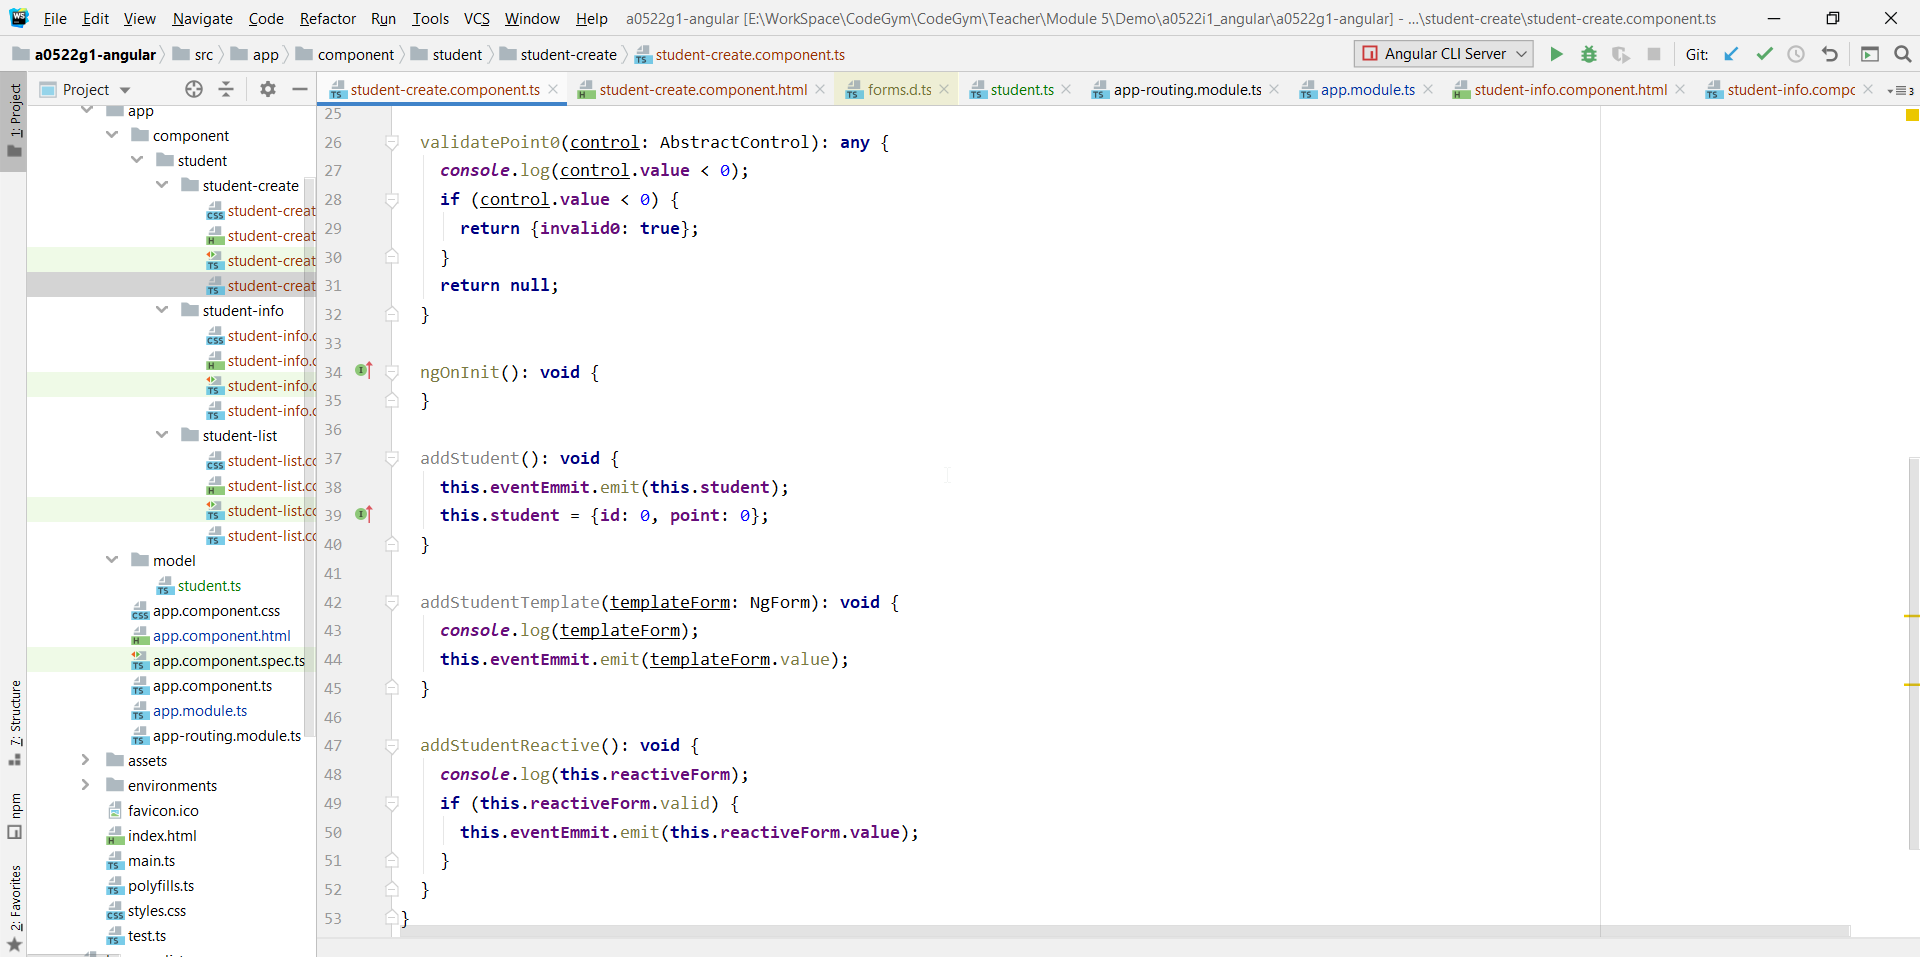 File Edit View Navigate Code Refactor Run Tools VCS Window Help a0522g1-angular [E:\WorkSpace\CodeGym\CodeGym\Teacher\Module 5\Demo\a0522i1_angular\a0522g1-angular] - ...\student-create\student-create.component.ts
a0522g1-angular src app component student student-create student-create.component.ts Angular CLI Server Git:
Project student-create.component.ts student-create.component.html forms.d.ts student.ts app-routing.module.ts app.module.ts student-info.component.html student-info.compc 3
1: Project
7: Structure
npm
2: Favorites
app
component
student
student-create
student-creat
student-creat
student-creat
student-creat
student-info
student-info.c
student-info.c
student-info.c
student-info.c
student-list
student-list.cc
student-list.cc
student-list.cc
student-list.cc
model
student.ts
app.component.css
app.component.html
app.component.spec.ts
app.component.ts
app.module.ts
app-routing.module.ts
assets
environments
favicon.ico
index.html
main.ts
polyfills.ts
styles.css
test.ts
25
26 validatePoint0(control: AbstractControl): any {
27 console.log(control.value < 0);
28 if (control.value < 0) {
29 return {invalid0: true};
30 }
31 return null;
32 }
33
34 ngOnInit(): void {
35 }
36
37 addStudent(): void {
38 this.eventEmmit.emit(this.student);
39 this.student = {id: 0, point: 0};
40 }
41
42 addStudentTemplate(templateForm: NgForm): void {
43 console.log(templateForm);
44 this.eventEmmit.emit(templateForm.value);
45 }
46
47 addStudentReactive(): void {
48 console.log(this.reactiveForm);
49 if (this.reactiveForm.valid) {
50 this.eventEmmit.emit(this.reactiveForm.value);
51 }
52 }
53 }